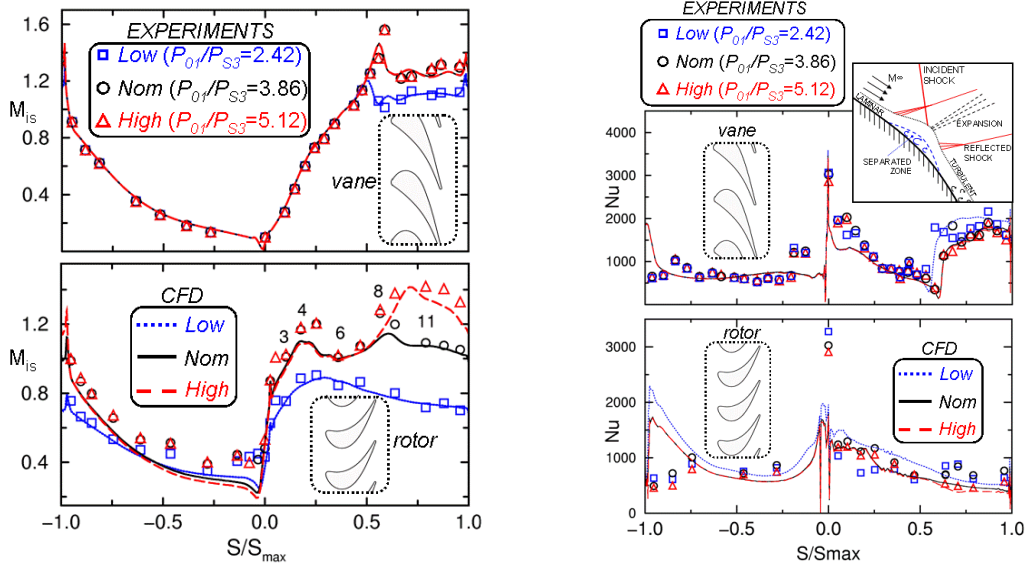 EXPERIMENTS
Low (P01/PS3=2.42)
Nom (P01/PS3=3.86)
High (P01/PS3=5.12)
1.6
1.2
MIS
0.8
0.4
vane
CFD
Low
Nom
High
1.2
MIS
0.8
0.4
3
4
6
8
11
rotor
−1.0
−0.5
0.0
0.5
1.0
S/Smax
EXPERIMENTS
Low (P01/PS3=2.42)
Nom (P01/PS3=3.86)
High (P01/PS3=5.12)
M∞
INCIDENT
SHOCK
LAMINAR
EXPANSION
REFLECTED
SHOCK
SEPARATED
ZONE
TURBULENT
vane
4000
Nu
3000
2000
1000
0
rotor
3000
Nu
2000
1000
0
CFD
Low
Nom
High
−1.0
−0.5
0.0
0.5
1.0
S/Smax